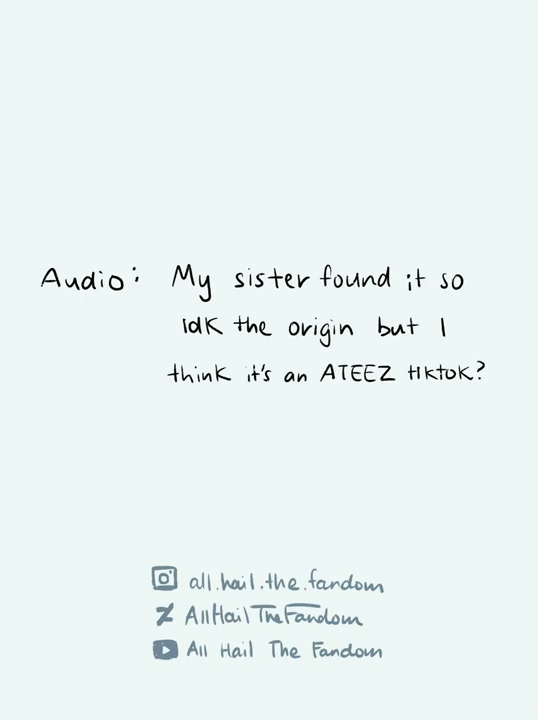 Audio: My sister found it so
idk the origin but I
think it's an ATEEZ tiktok?
all.hail.the.fandom
AllHailTheFandom
All Hail The Fandom